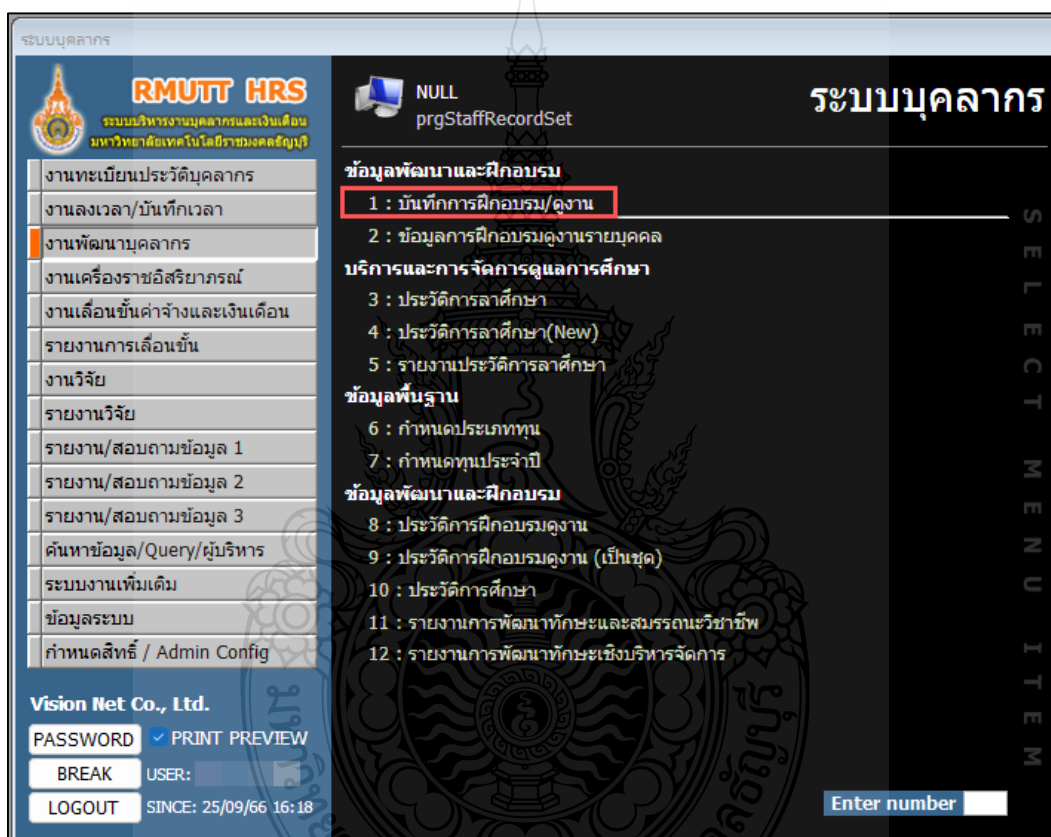 ระบบบุคลากร
RMUTT HRS
ระบบบริหารงานบุคลากรและเงินเดือน
มหาวิทยาลัยเทคโนโลยีราชมงคลธัญบุรี
NULL
prgStaffRecordSet
ระบบบุคลากร
งานทะเบียนประวัติบุคลากร
งานลงเวลา/บันทึกเวลา
งานพัฒนาบุคลากร
งานเครื่องราชอิสริยาภรณ์
งานเลื่อนขั้นค่าจ้างและเงินเดือน
รายงานการเลื่อนขั้น
งานวิจัย
รายงานวิจัย
รายงาน/สอบถามข้อมูล 1
รายงาน/สอบถามข้อมูล 2
รายงาน/สอบถามข้อมูล 3
ค้นหาข้อมูล/Query/ผู้บริหาร
ระบบงานเพิ่มเติม
ข้อมูลระบบ
กำหนดสิทธิ์ / Admin Config
Vision Net Co., Ltd.
PASSWORD PRINT PREVIEW
BREAK USER:
LOGOUT SINCE: 25/09/66 16:18
ข้อมูลพัฒนาและฝึกอบรม
1 : บันทึกการฝึกอบรม/ดูงาน
2 : ข้อมูลการฝึกอบรมดูงานรายบุคคล
บริการและการจัดการดูแลการศึกษา
3 : ประวัติการลาศึกษา
4 : ประวัติการลาศึกษา(New)
5 : รายงานประวัติการลาศึกษา
ข้อมูลพื้นฐาน
6 : กำหนดประเภททุน
7 : กำหนดทุนประจำปี
ข้อมูลพัฒนาและฝึกอบรม
8 : ประวัติการฝึกอบรมดูงาน
9 : ประวัติการฝึกอบรมดูงาน (เป็นชุด)
10 : ประวัติการศึกษา
11 : รายงานการพัฒนาทักษะและสมรรถนะวิชาชีพ
12 : รายงานการพัฒนาทักษะเชิงบริหารจัดการ
SELECT MENU ITEM
Enter number